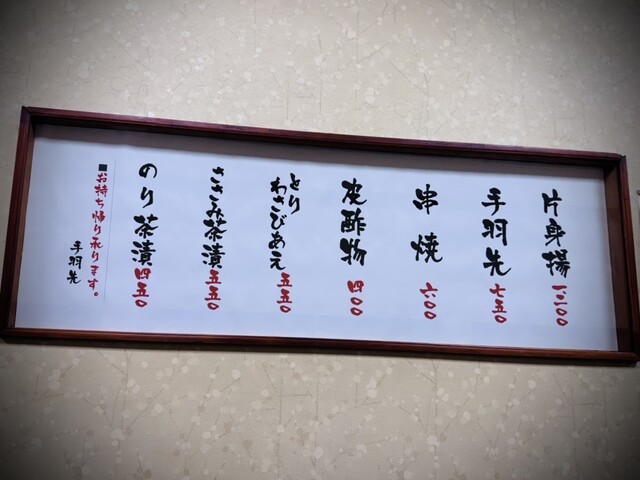 片身揚 一二〇〇
手羽先 七五〇
串焼 六〇〇
皮酢物 四〇〇
とりわさびあえ 五五〇
ささみ茶漬 五五〇
のり茶漬 四五〇
■お持ち帰り承ります。
手羽先